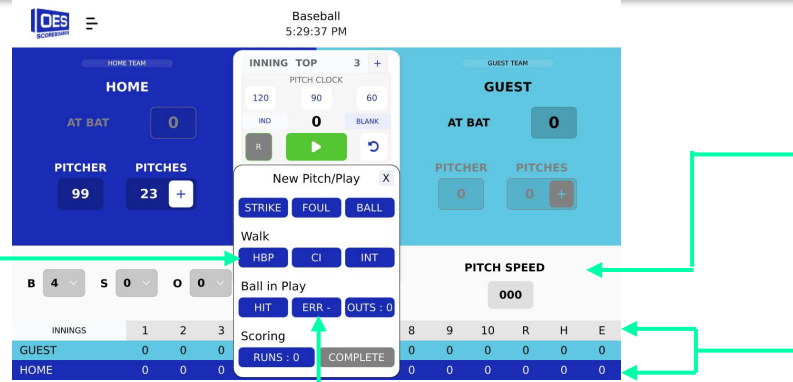 OES
SCOREBOARDS
Baseball
5:29:37 PM
HOME TEAM
HOME
AT BAT 0
PITCHER PITCHES
99 23 +
INNING TOP 3 +
PITCH CLOCK
120 90 60
IND 0 BLANK
R
GUEST TEAM
GUEST
AT BAT 0
PITCHER PITCHES
0 0 +
New Pitch/Play X
STRIKE FOUL BALL
Walk
HBP CI INT
Ball in Play
HIT ERR - OUTS : 0
Scoring
RUNS : 0 COMPLETE
B 4 S 0 O 0
PITCH SPEED
000
INNINGS 1 2 3 8 9 10 R H E
GUEST 0 0 0 0 0 0 0 0 0
HOME 0 0 0 0 0 0 0 0 0